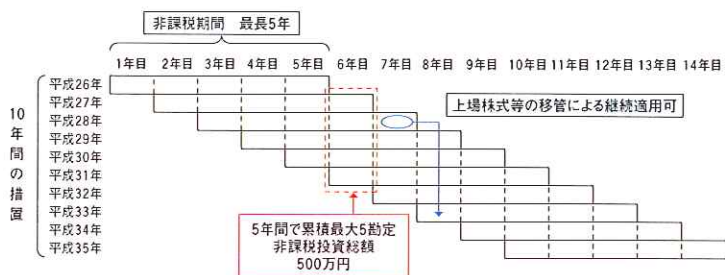 非課税期間 最長5年
1年目 2年目 3年目 4年目 5年目 6年目 7年目 8年目 9年目 10年目 11年目 12年目 13年目 14年目
10年間の措置
平成26年
平成27年
平成28年
平成29年
平成30年
平成31年
平成32年
平成33年
平成34年
平成35年
上場株式等の移管による継続適用可
5年間で累積最大5勘定
非課税投資総額
500万円